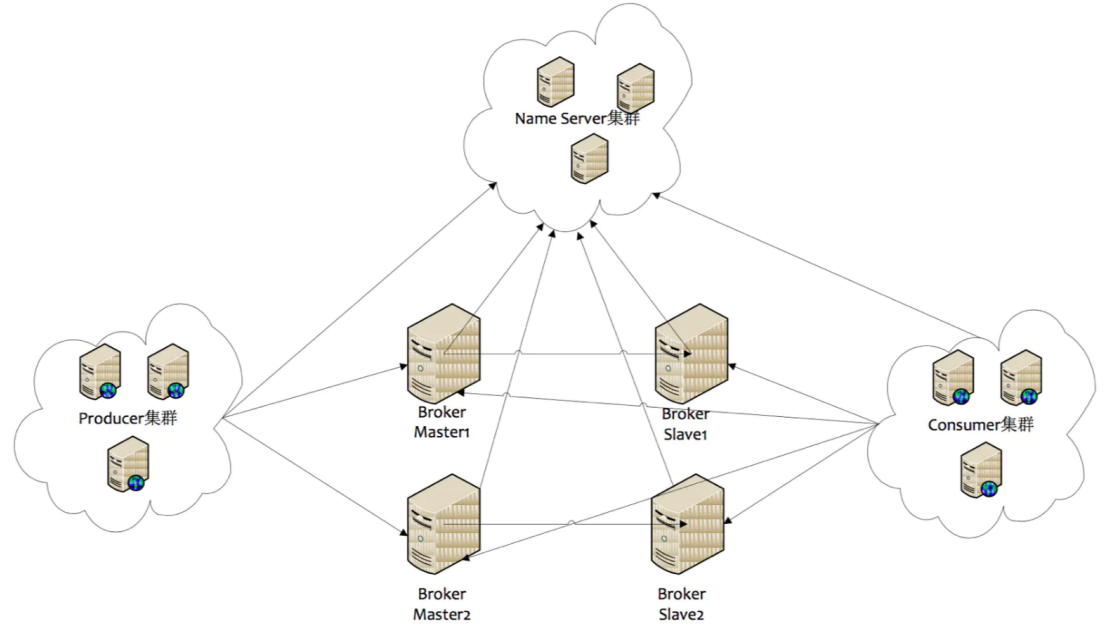 Name Server集群
Producer集群
Consumer集群
Broker
Master1
Broker
Slave1
Broker
Master2
Broker
Slave2